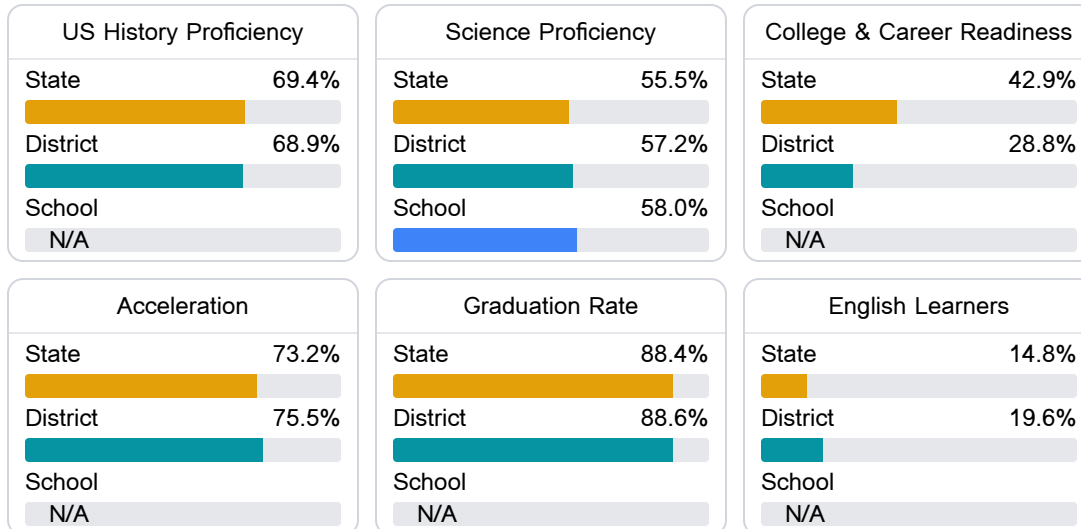 US History Proficiency
State 69.4%
District 68.9%
School
N/A
Science Proficiency
State 55.5%
District 57.2%
School 58.0%
College & Career Readiness
State 42.9%
District 28.8%
School
N/A
Acceleration
State 73.2%
District 75.5%
School
N/A
Graduation Rate
State 88.4%
District 88.6%
School
N/A
English Learners
State 14.8%
District 19.6%
School
N/A